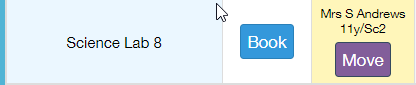 Science Lab 8
Book
Mrs S Andrews
11y/Sc2
Move